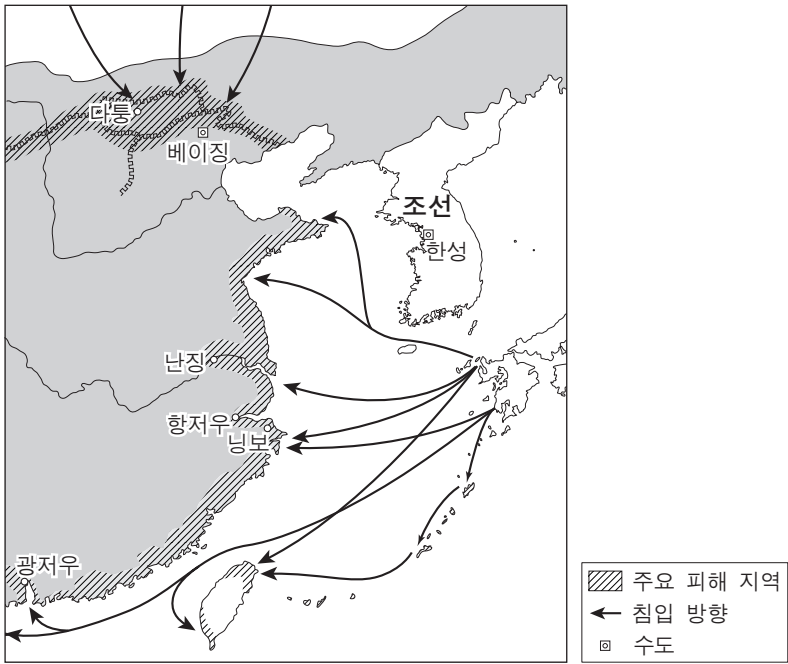 다퉁
베이징
조선
한성
난징
항저우
닝보
광저우
주요 피해 지역
침입 방향
수도